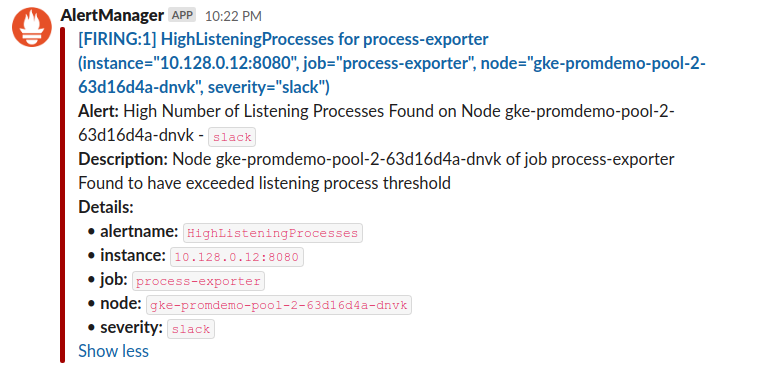 AlertManager APP 10:22 PM
[FIRING:1] HighListeningProcesses for process-exporter
(instance="10.128.0.12:8080", job="process-exporter", node="gke-promdemo-pool-2-
63d16d4a-dnvk", severity="slack")
Alert: High Number of Listening Processes Found on Node gke-promdemo-pool-2-
63d16d4a-dnvk - slack
Description: Node gke-promdemo-pool-2-63d16d4a-dnvk of job process-exporter
Found to have exceeded listening process threshold
Details:
• alertname: HighListeningProcesses
• instance: 10.128.0.12:8080
• job: process-exporter
• node: gke-promdemo-pool-2-63d16d4a-dnvk
• severity: slack
Show less